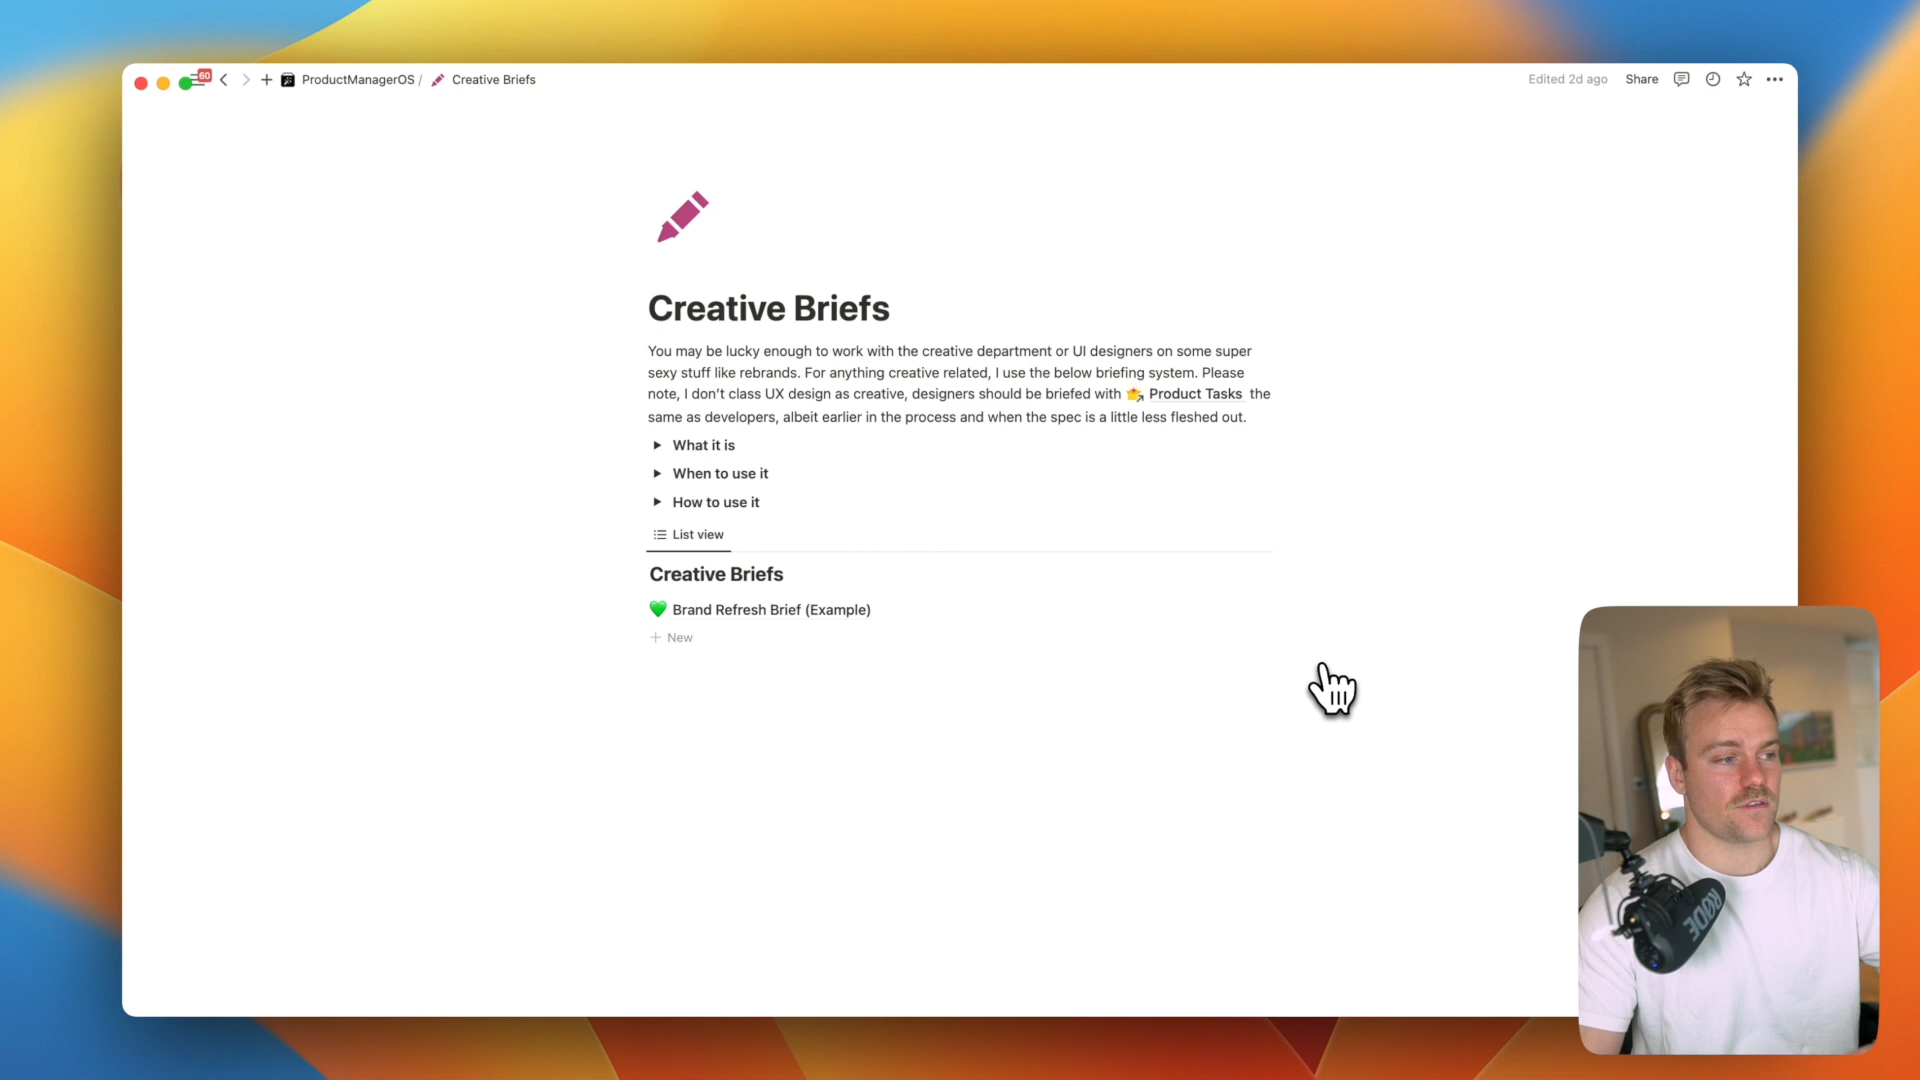 60
ProductManagerOS / Creative Briefs
Edited 2d ago Share
Creative Briefs
You may be lucky enough to work with the creative department or UI designers on some super
sexy stuff like rebrands. For anything creative related, I use the below briefing system. Please
note, I don’t class UX design as creative, designers should be briefed with Product Tasks the
same as developers, albeit earlier in the process and when the spec is a little less fleshed out.
What it is
When to use it
How to use it
List view
Creative Briefs
Brand Refresh Brief (Example)
New
RØDE